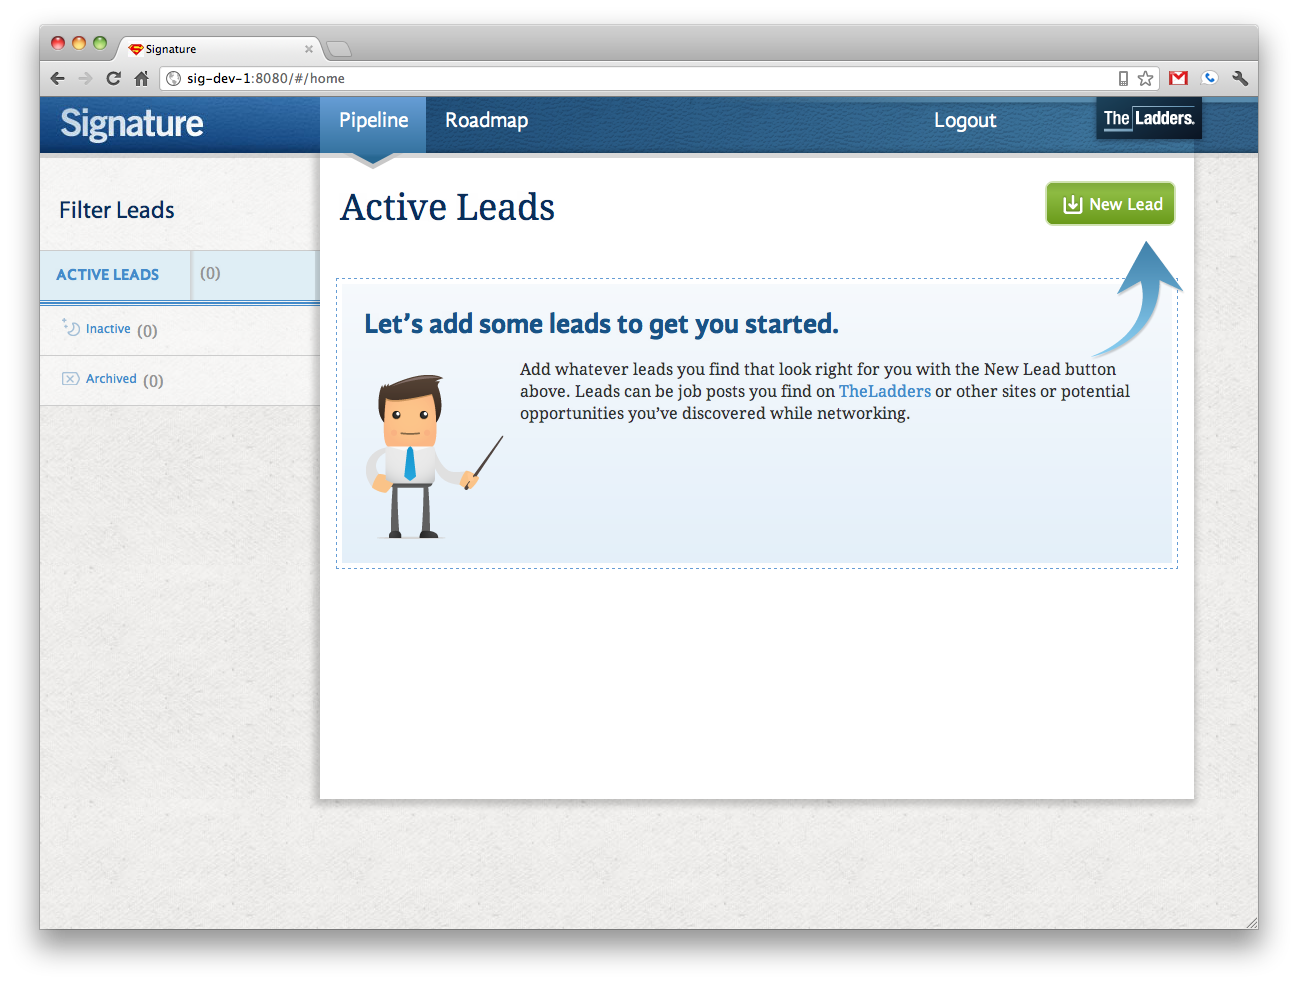 Signature
sig-dev-1:8080/#/home
Signature
Pipeline
Roadmap
Logout
The Ladders.
Filter Leads
ACTIVE LEADS (0)
Inactive (0)
Archived (0)
Active Leads
New Lead
Let's add some leads to get you started.
Add whatever leads you find that look right for you with the New Lead button
above. Leads can be job posts you find on TheLadders or other sites or potential
opportunities you've discovered while networking.